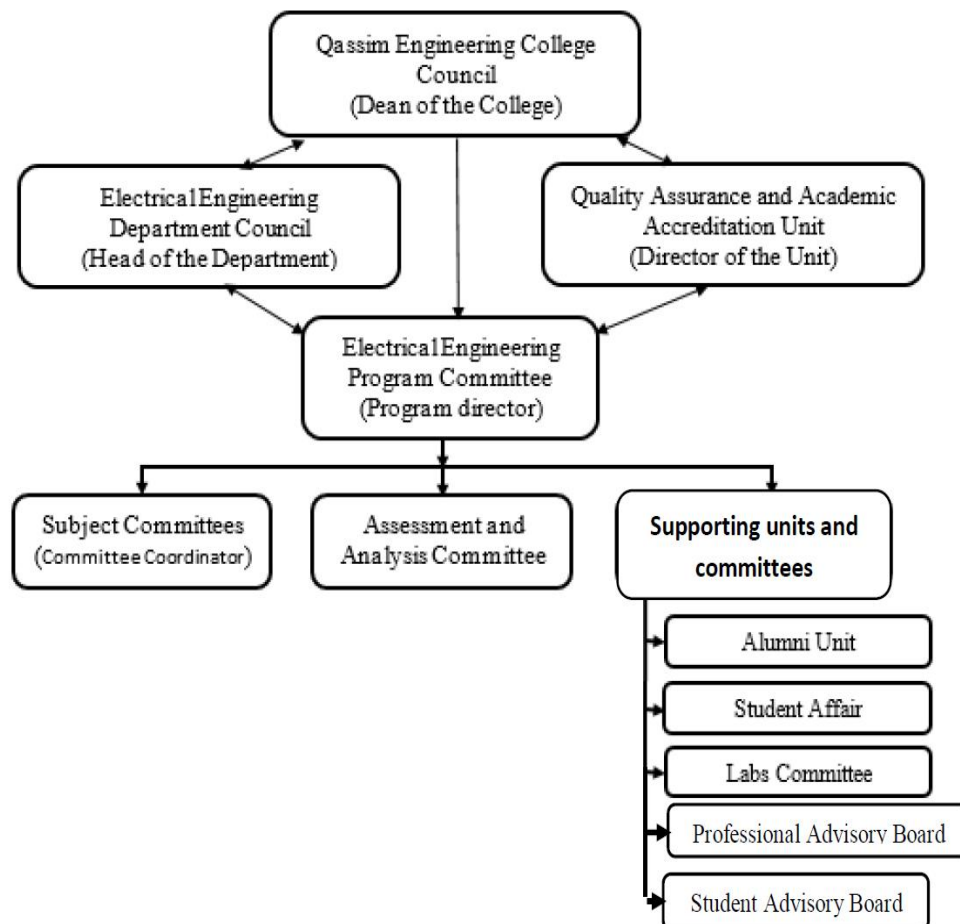 Qassim Engineering College
Council
(Dean of the College)
Electrical Engineering
Department Council
(Head of the Department)
Quality Assurance and Academic
Accreditation Unit
(Director of the Unit)
Electrical Engineering
Program Committee
(Program director)
Subject Committees
(Committee Coordinator)
Assessment and
Analysis Committee
Supporting units and
committees
Alumni Unit
Student Affair
Labs Committee
Professional Advisory Board
Student Advisory Board